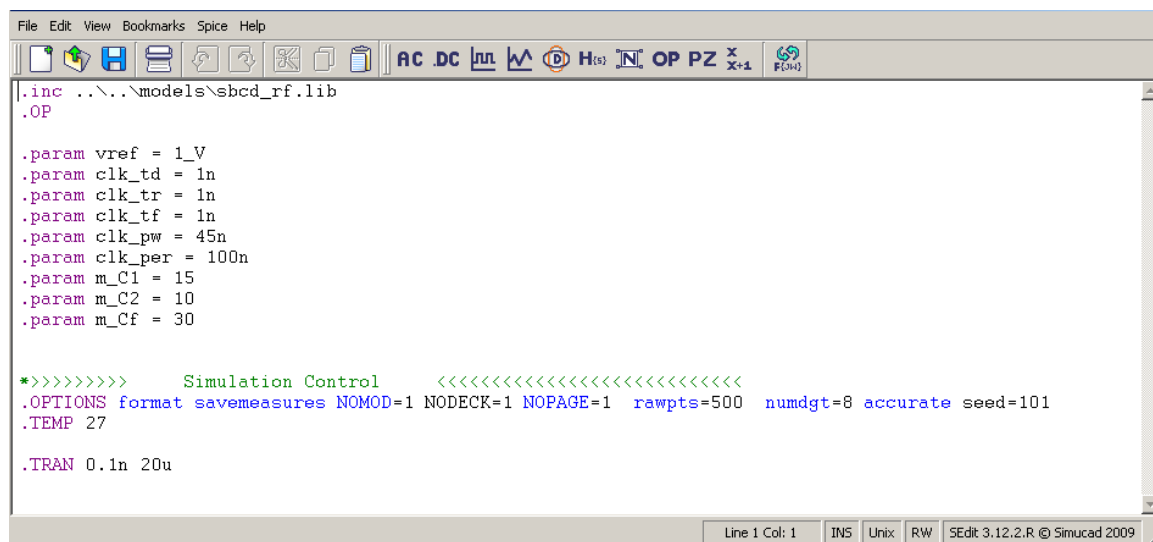 File Edit View Bookmarks Spice Help
AC .DC D H{s} N OP PZ X X+1 F{jw}
.inc ..\..\models\sbcd_rf.lib
.OP
.param vref = 1_V
.param clk_td = 1n
.param clk_tr = 1n
.param clk_tf = 1n
.param clk_pw = 45n
.param clk_per = 100n
.param m_C1 = 15
.param m_C2 = 10
.param m_Cf = 30
*>>>>>>>>> Simulation Control <<<<<<<<<<<<<<<<<<<<<<<<<<<<
.OPTIONS format savemeasures NOMOD=1 NODECK=1 NOPAGE=1 rawpts=500 numdgt=8 accurate seed=101
.TEMP 27
.TRAN 0.1n 20u
Line 1 Col: 1 INS Unix RW SEdit 3.12.2.R © Simucad 2009